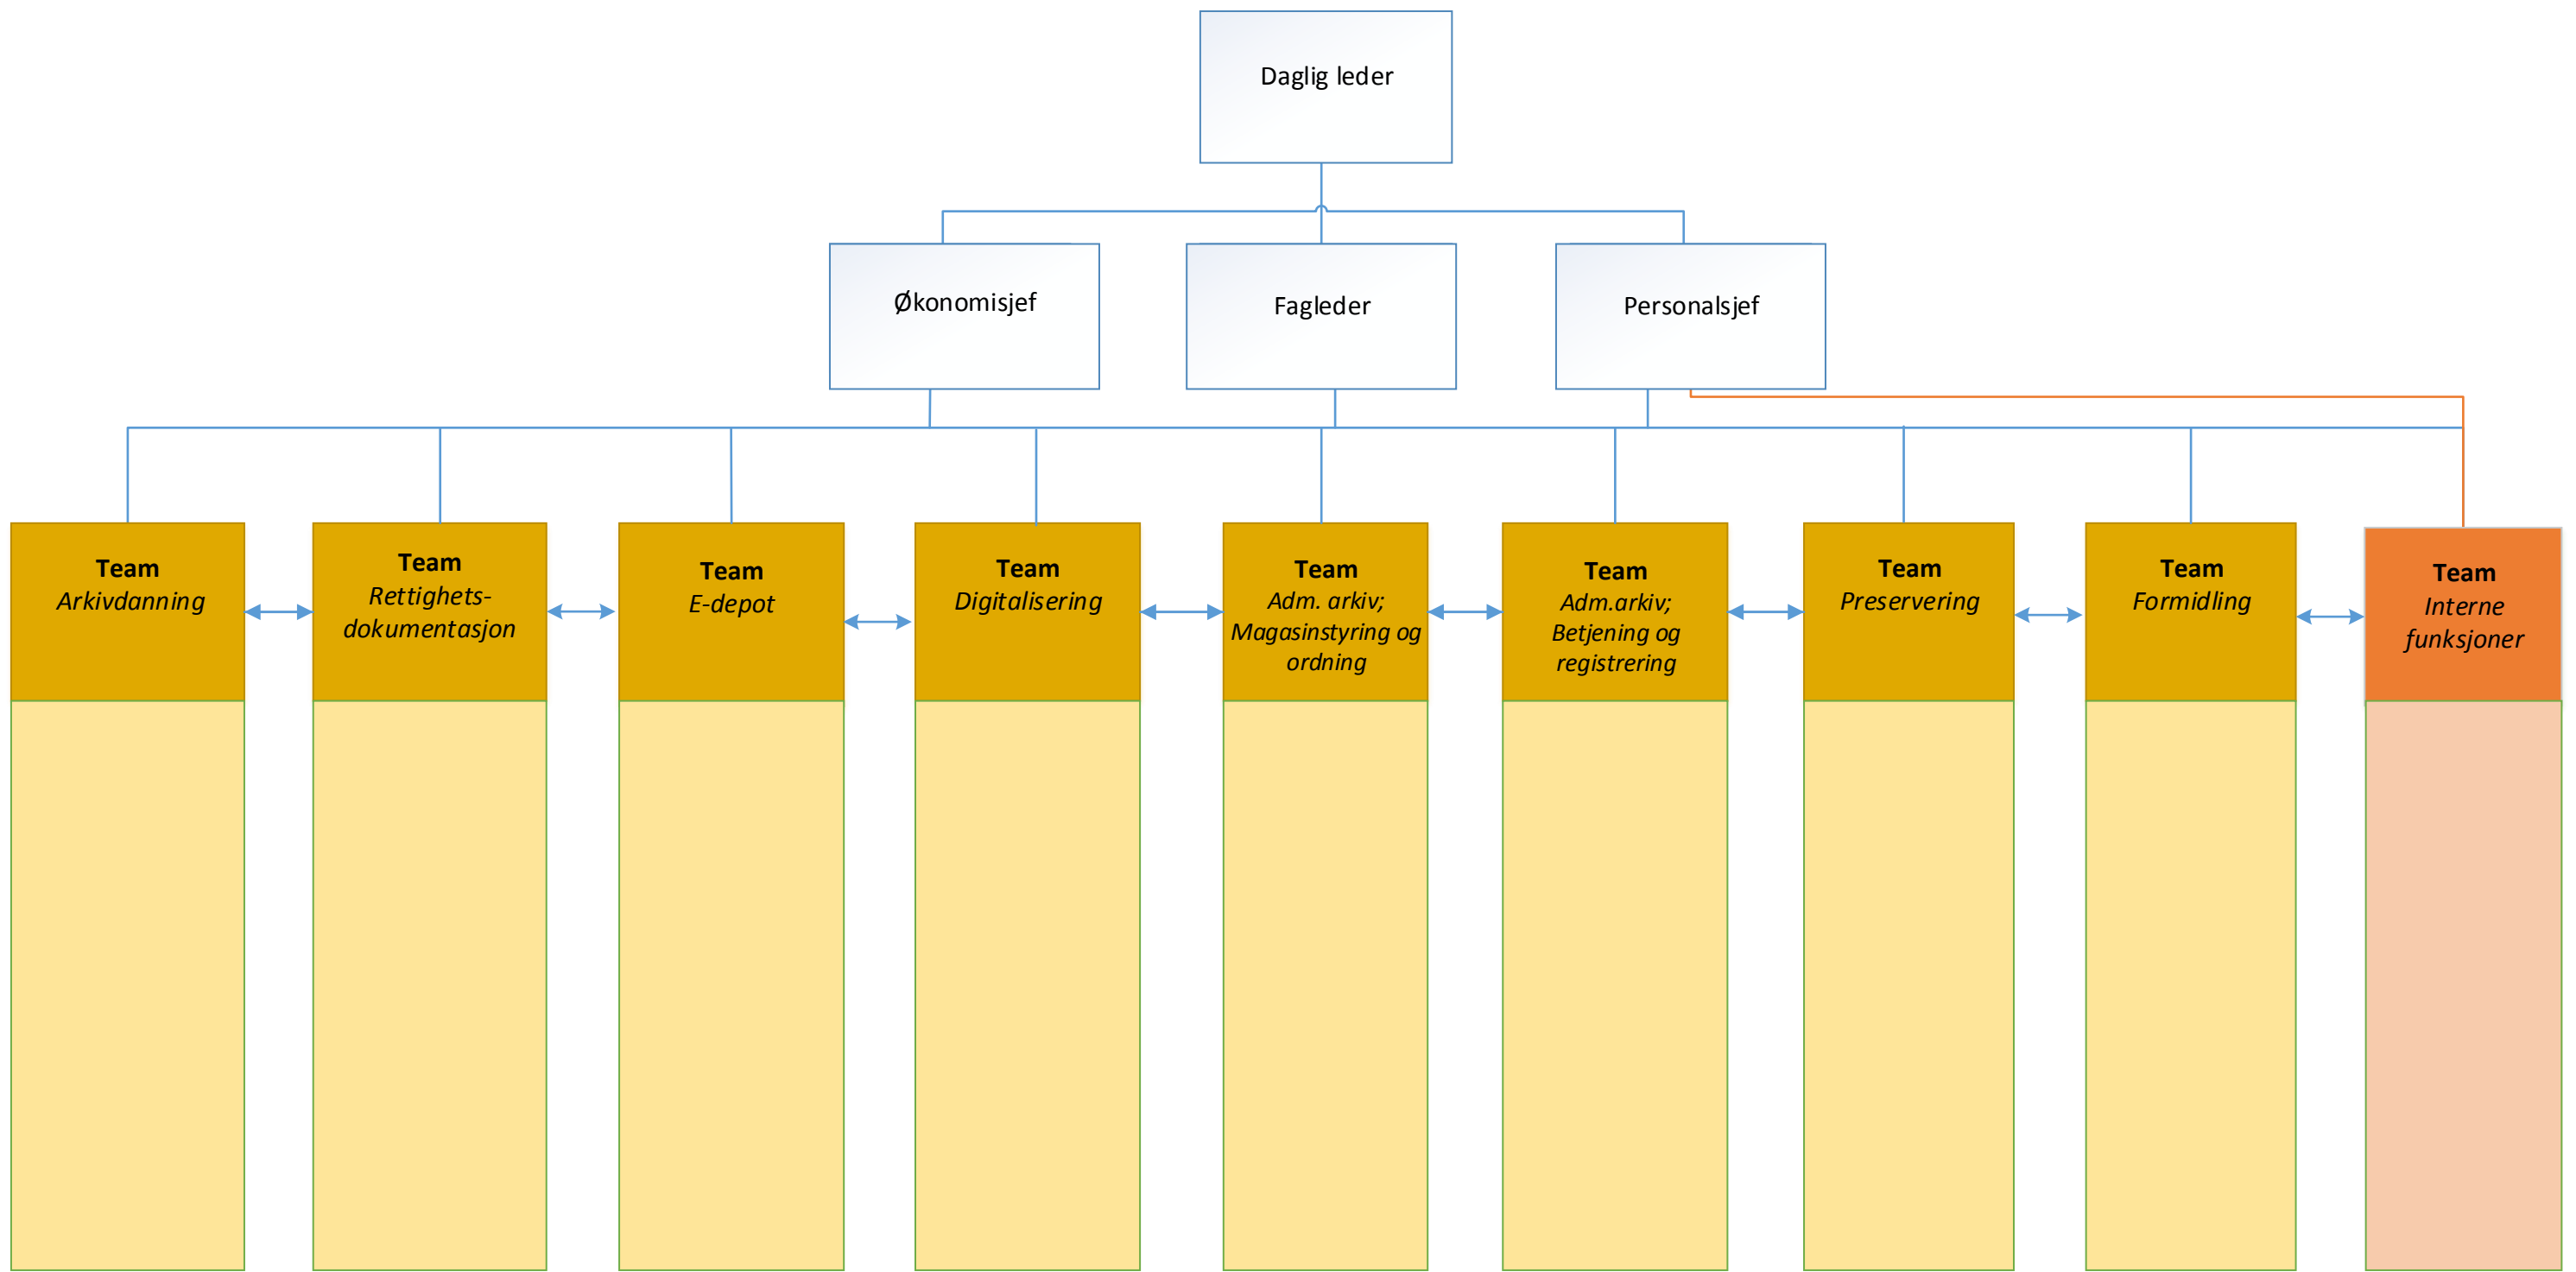 Daglig leder
Økonomisjef
Fagleder
Personalsjef
Team
Arkivdanning
Team
Rettighets-
dokumentasjon
Team
E-depot
Team
Digitalisering
Team
Adm. arkiv;
Magasinstyring og
ordning
Team
Adm.arkiv;
Betjening og
registrering
Team
Preservering
Team
Formidling
Team
Interne
funksjoner